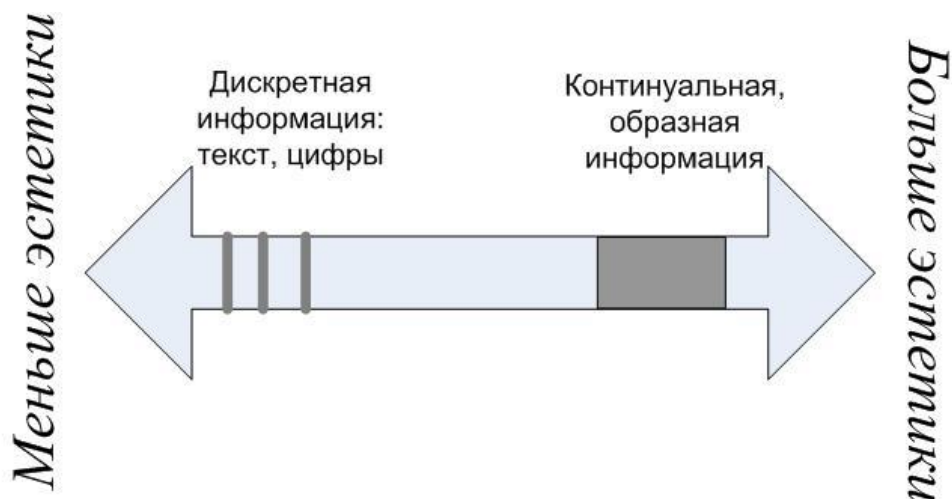 Меньше эстетики
Дискретная
информация:
текст, цифры
Континуальная,
образная
информация
Больше эстетики